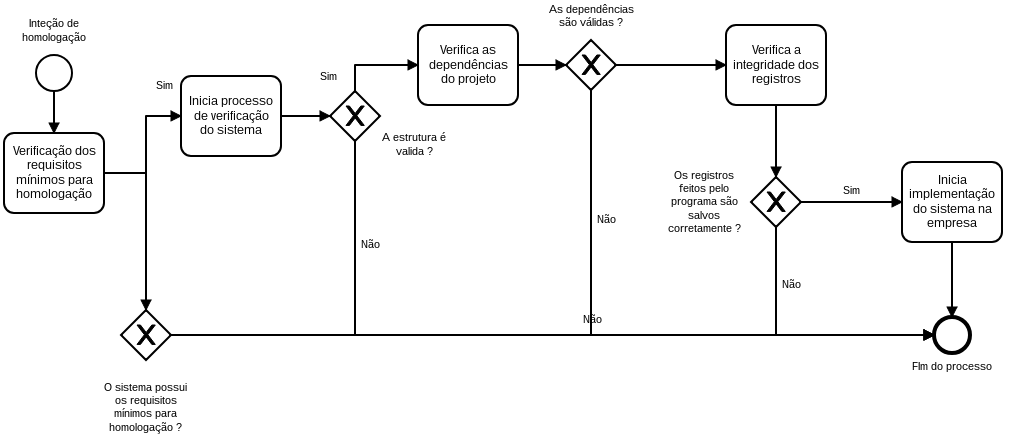 Inteção de
homologação
Verificação dos
requisitos
mínimos para
homologação
Sim
Inicia processo
de verificação
do sistema
Sim
A estrutura é
valida ?
Verifica as
dependências
do projeto
As dependências
são válidas ?
Verifica a
integridade dos
registros
Os registros
feitos pelo
programa são
salvos
corretamente ?
Sim
Inicia
implementação
do sistema na
empresa
Não
Não
Não
Não
O sistema possui
os requisitos
mínimos para
homologação ?
FIm do processo